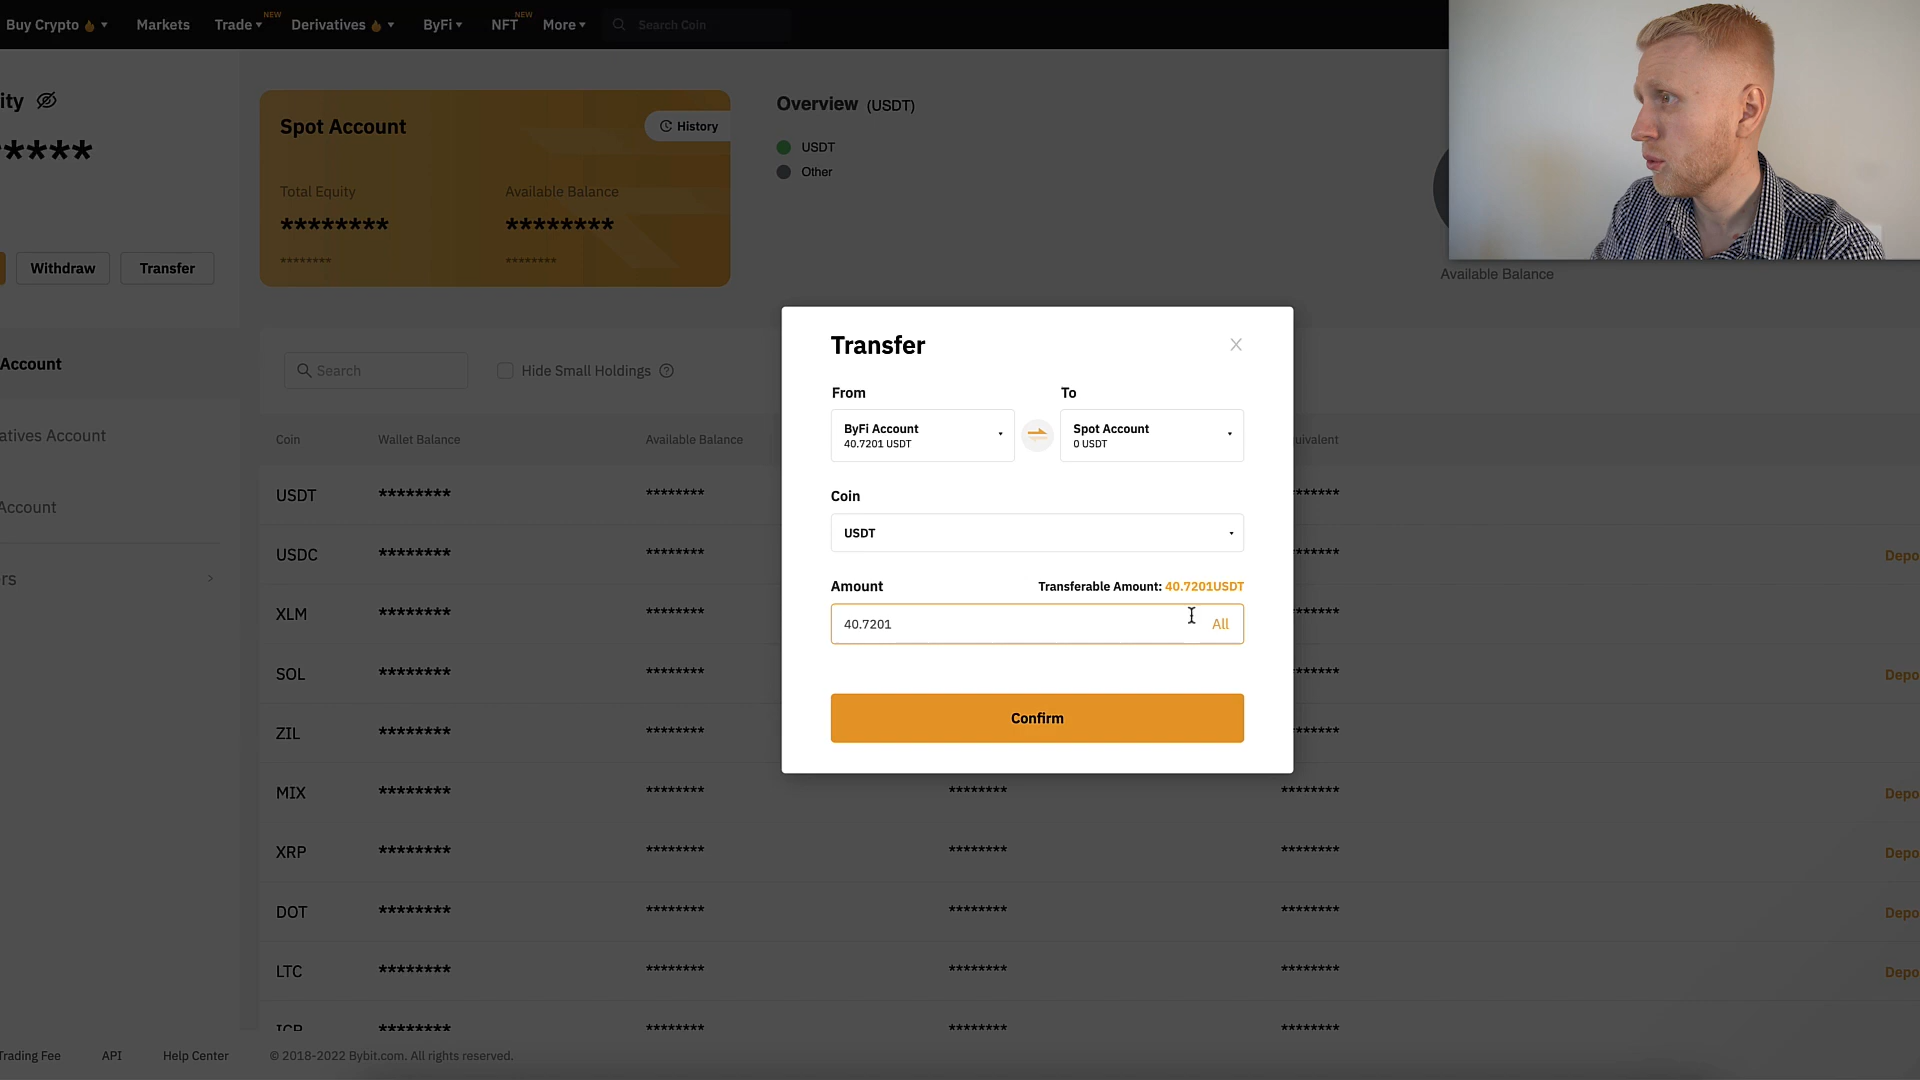 Buy Crypto
Markets
Trade
NEW
Derivatives
ByFi
NFT
NEW
More
Search Coin
ity
*****
Withdraw
Transfer
Account
atives Account
Account
rs
Spot Account
History
Total Equity
Available Balance
******** ********
******** ********
Overview (USDT)
USDT
Other
Available Balance
Search
Hide Small Holdings
Coin Wallet Balance Available Balance uivalent
USDT ******** ******** ******
USDC ******** ******** ****** Depo
XLM ******** ******** ******
SOL ******** ******** ****** Depo
ZIL ******** ******** ******
MIX ******** ******** ******** ******** Depo
XRP ******** ******** ******** ******** Depo
DOT ******** ******** ******** ******** Depo
LTC ******** ******** ******** ******** Depo
ICP ******** ******** ******** ********
Transfer
From
To
ByFi Account
40.7201 USDT
Spot Account
0 USDT
Coin
USDT
Amount
Transferable Amount: 40.7201USDT
40.7201
All
Confirm
Trading Fee
API
Help Center
© 2018-2022 Bybit.com. All rights reserved.